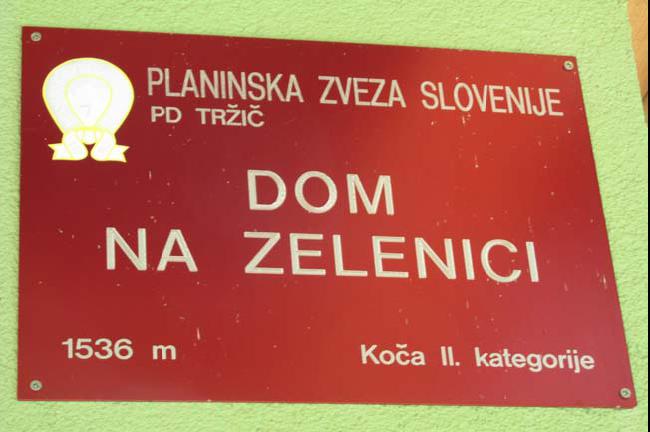 PLANINSKA ZVEZA SLOVENIJE
PD TRŽIČ
DOM
NA ZELENICI
1536 m
Koča II. kategorije